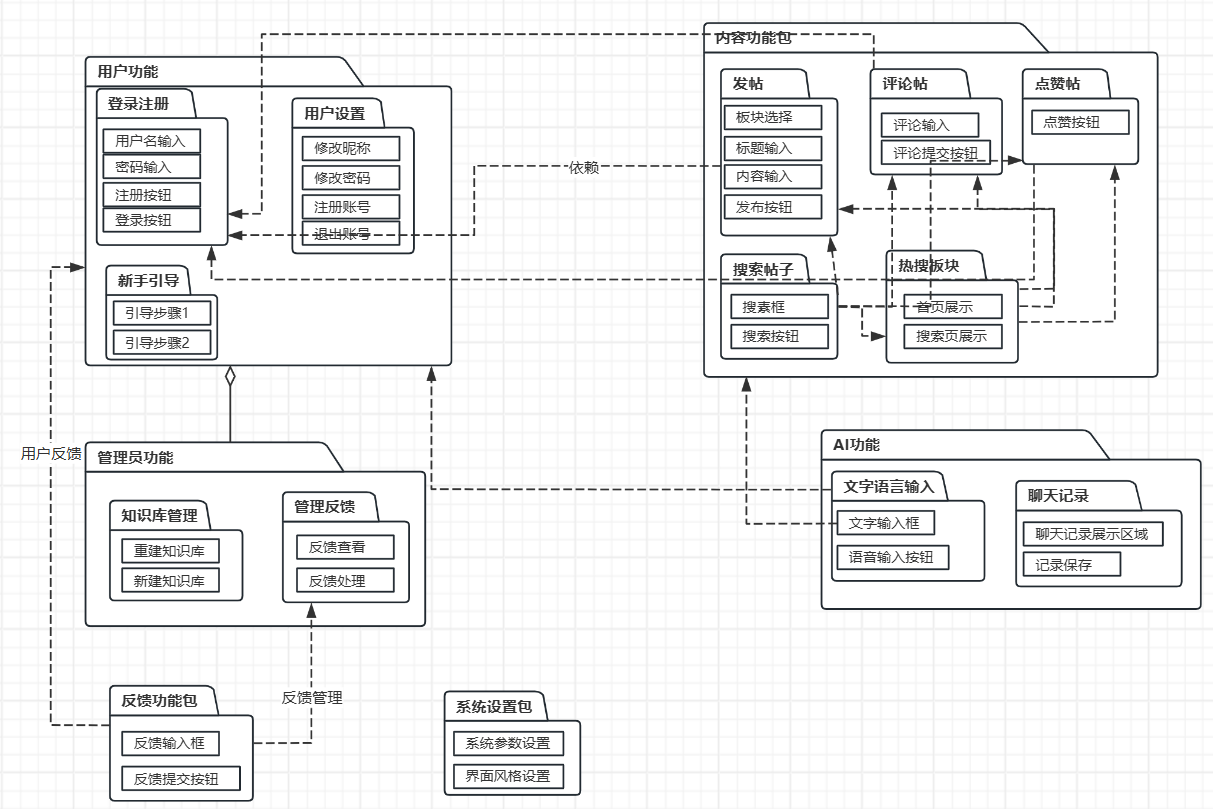 用户功能
登录注册
用户名输入
密码输入
注册按钮
登录按钮
用户设置
修改昵称
修改密码
注册账号
退出账号
新手引导
引导步骤1
引导步骤2
依赖
内容功能包
发帖
板块选择
标题输入
内容输入
发布按钮
评论帖
评论输入
评论提交按钮
点赞帖
点赞按钮
搜索帖子
搜素框
搜索按钮
热搜板块
首页展示
搜索页展示
用户反馈
管理员功能
知识库管理
重建知识库
新建知识库
管理反馈
反馈查看
反馈处理
AI功能
文字语言输入
文字输入框
语音输入按钮
聊天记录
聊天记录展示区域
记录保存
反馈功能包
反馈输入框
反馈提交按钮
反馈管理
系统设置包
系统参数设置
界面风格设置